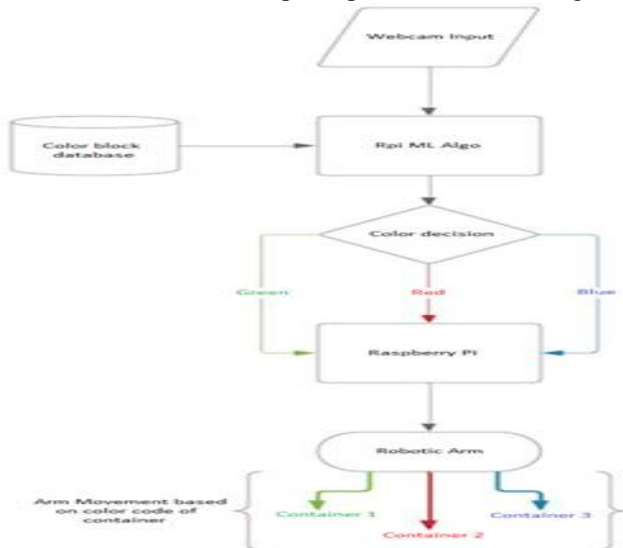 Webcam Input
Color block
database
Rpi ML Algo
Color decision
Green
Red
Blue
Raspberry Pi
Robotic Arm
Arm Movement based
on color code of
container
Container 1
Container 2
Container 3